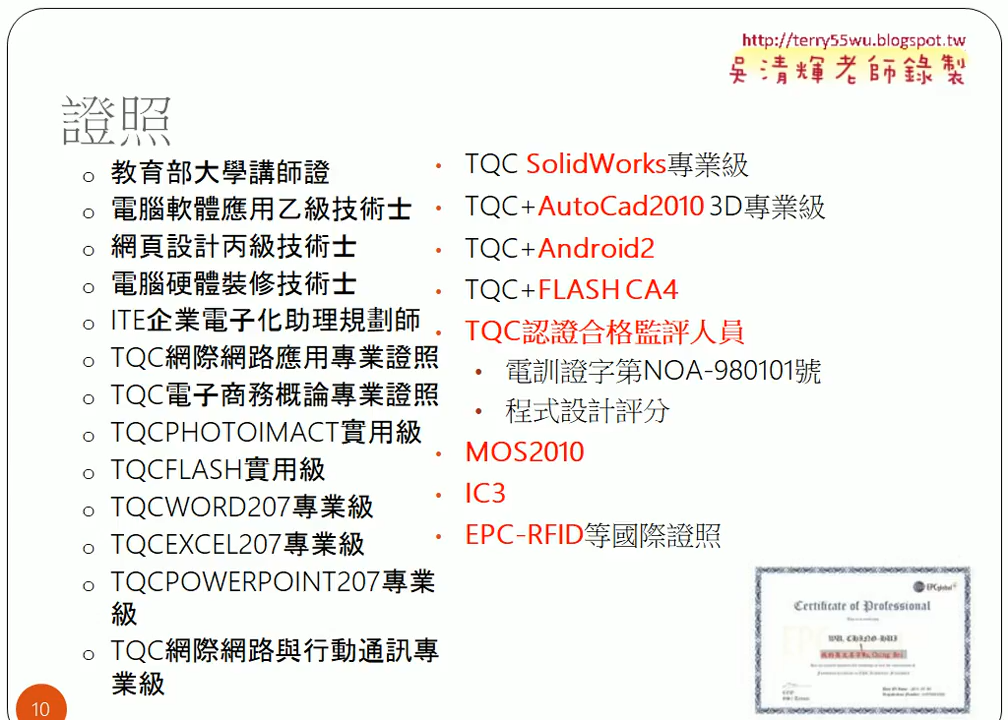 http://terry55wu.blogspot.tw
吳清輝老師錄製
證照
教育部大學講師證
電腦軟體應用乙級技術士
網頁設計丙級技術士
電腦硬體裝修技術士
ITE企業電子化助理規劃師
TQC網際網路應用專業證照
TQC電子商務概論專業證照
TQCPHOTOIMACT實用級
TQCFLASH實用級
TQCWORD207專業級
TQCEXCEL207專業級
TQCPOWERPOINT207專業
級
TQC網際網路與行動通訊專
業級
TQC SolidWorks專業級
TQC+AutoCad2010 3D專業級
TQC+Android2
TQC+FLASH CA4
TQC認證合格監評人員
電訓證字第NOA-980101號
程式設計評分
MOS2010
IC3
EPC-RFID等國際證照
EPCglobal
Certificate of Professional
WU, CHING-HUI
10